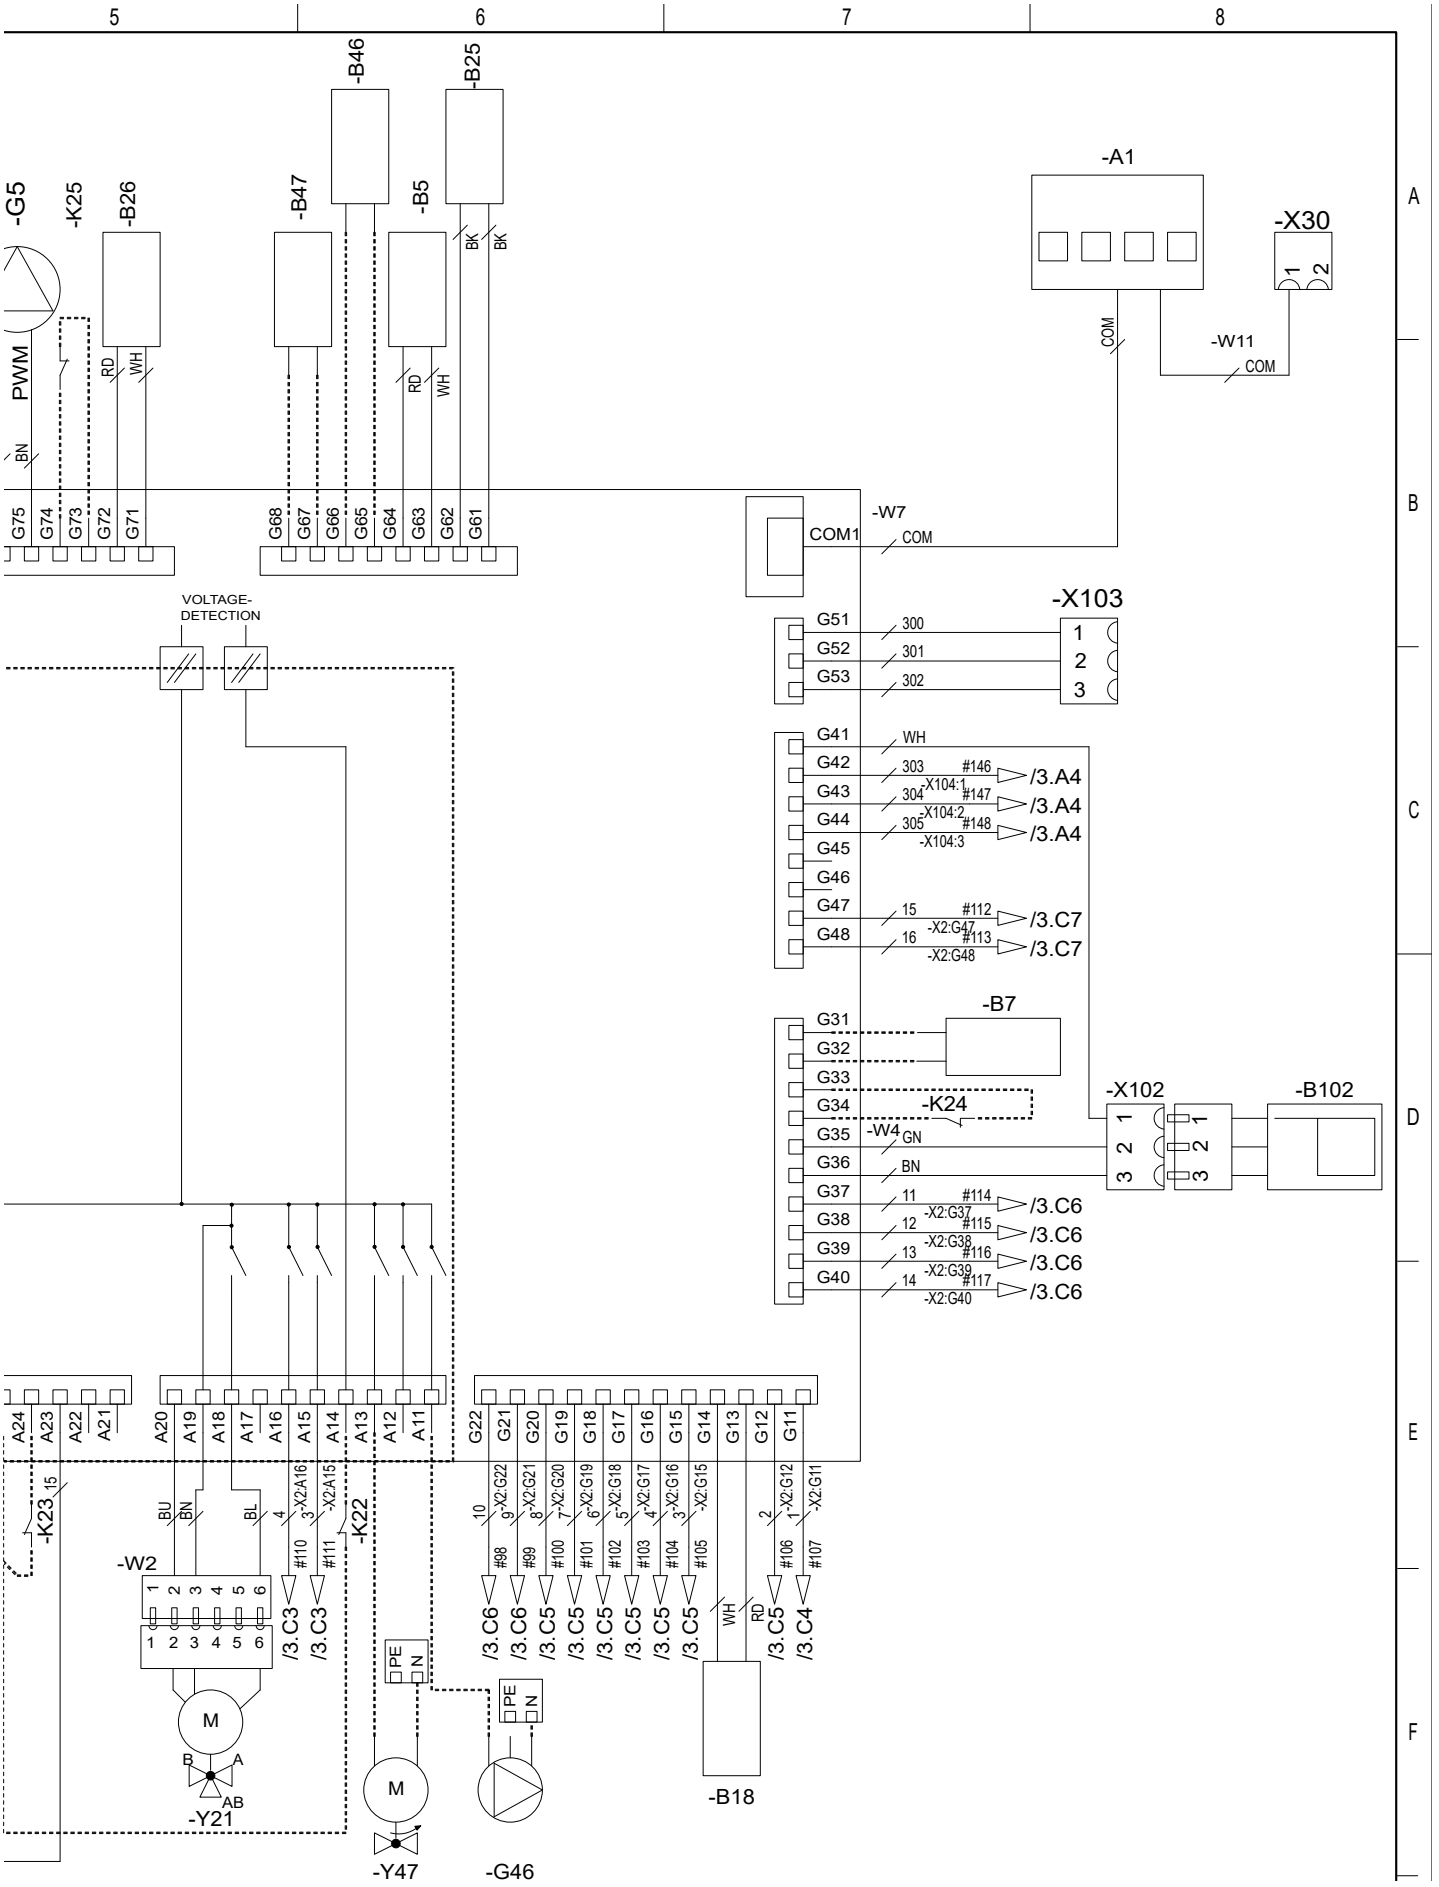 5 6 7 8
A
B
C
D
E
F
-G5
-K25
-B26
-B47
-B46
-B5
-B25
-A1
-X30
1 2
PWM
BN
RD WH
RD WH
BK BK
COM
-W11
COM
G75 G74 G73 G72 G71
G68 G67 G66 G65 G64 G63 G62 G61
COM1
-W7
COM
VOLTAGE-
DETECTION
-X103
G51 300 1
G52 301 2
G53 302 3
G41 WH
G42 303 #146 /3.A4
-X104:1
G43 304 #147 /3.A4
-X104:2
G44 305 #148 /3.A4
-X104:3
G45
G46
G47 15 #112 /3.C7
-X2:G47
G48 16 #113 /3.C7
-X2:G48
-B7
G31
G32
G33
G34 -K24
-X102
-B102
G35 -W4 GN
G36 BN
1 2 3
1 2 3
G37 11 #114 /3.C6
-X2:G37
G38 12 #115 /3.C6
-X2:G38
G39 13 #116 /3.C6
-X2:G39
G40 14 #117 /3.C6
-X2:G40
A24 A23 A22 A21
A20 A19 A18 A17 A16 A15 A14 A13 A12 A11
G22 G21 G20 G19 G18 G17 G16 G15 G14 G13 G12 G11
-K23
15
BU BN BL
4 -X2:A16 #110 /3.C3
3 -X2:A15 #111 /3.C3
-K22
10 -X2:G22 #98 /3.C6
9 -X2:G21 #99 /3.C6
8 -X2:G20 #100 /3.C5
7 -X2:G19 #101 /3.C5
6 -X2:G18 #102 /3.C5
5 -X2:G17 #103 /3.C5
4 -X2:G16 #104 /3.C5
3 -X2:G15 #105 /3.C5
WH RD
2 -X2:G12 #106 /3.C5
1 -X2:G11 #107 /3.C4
-W2
1 2 3 4 5 6
1 2 3 4 5 6
PE N
PE N
M
B A
AB
-Y21
M
-Y47
-G46
-B18